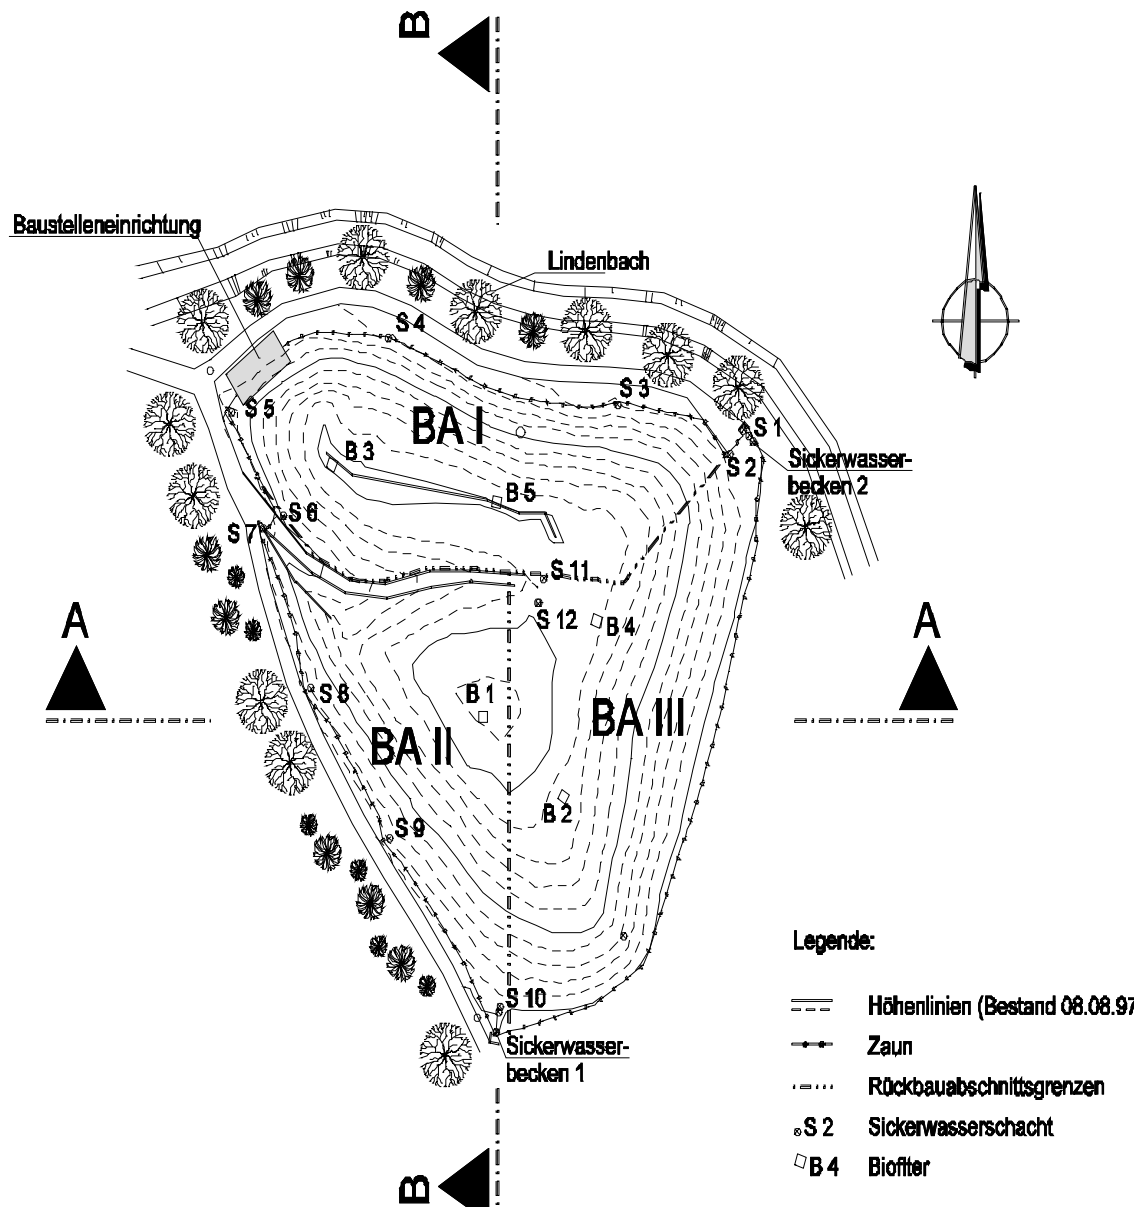 B
Baustelleneinrichtung
Lindenbach
S 4
S 3
S 5
BA I
S 1
B 3
S 2
Sickerwasser-
becken 2
B 5
S 6
S 7
S 11
S 12
A
B 4
A
S 8
B 1
BA III
BA II
B 2
S 9
S 10
Sickerwasser-
becken 1
Legende:
Höhenlinien (Bestand 08.08.97
Zaun
Rückbauabschnittsgrenzen
S 2 Sickerwasserschacht
B 4 Biofilter
B